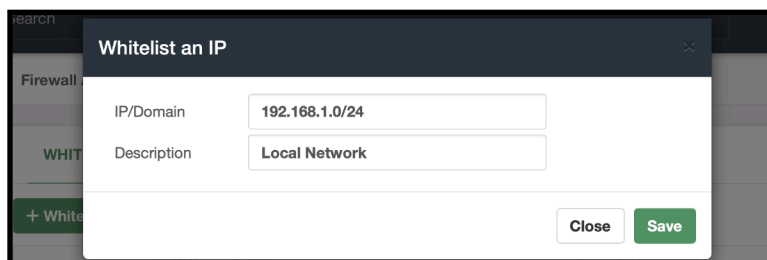 Search
Whitelist an IP
×
Firewall
IP/Domain 192.168.1.0/24
WHIT Description Local Network
+ White
Close Save